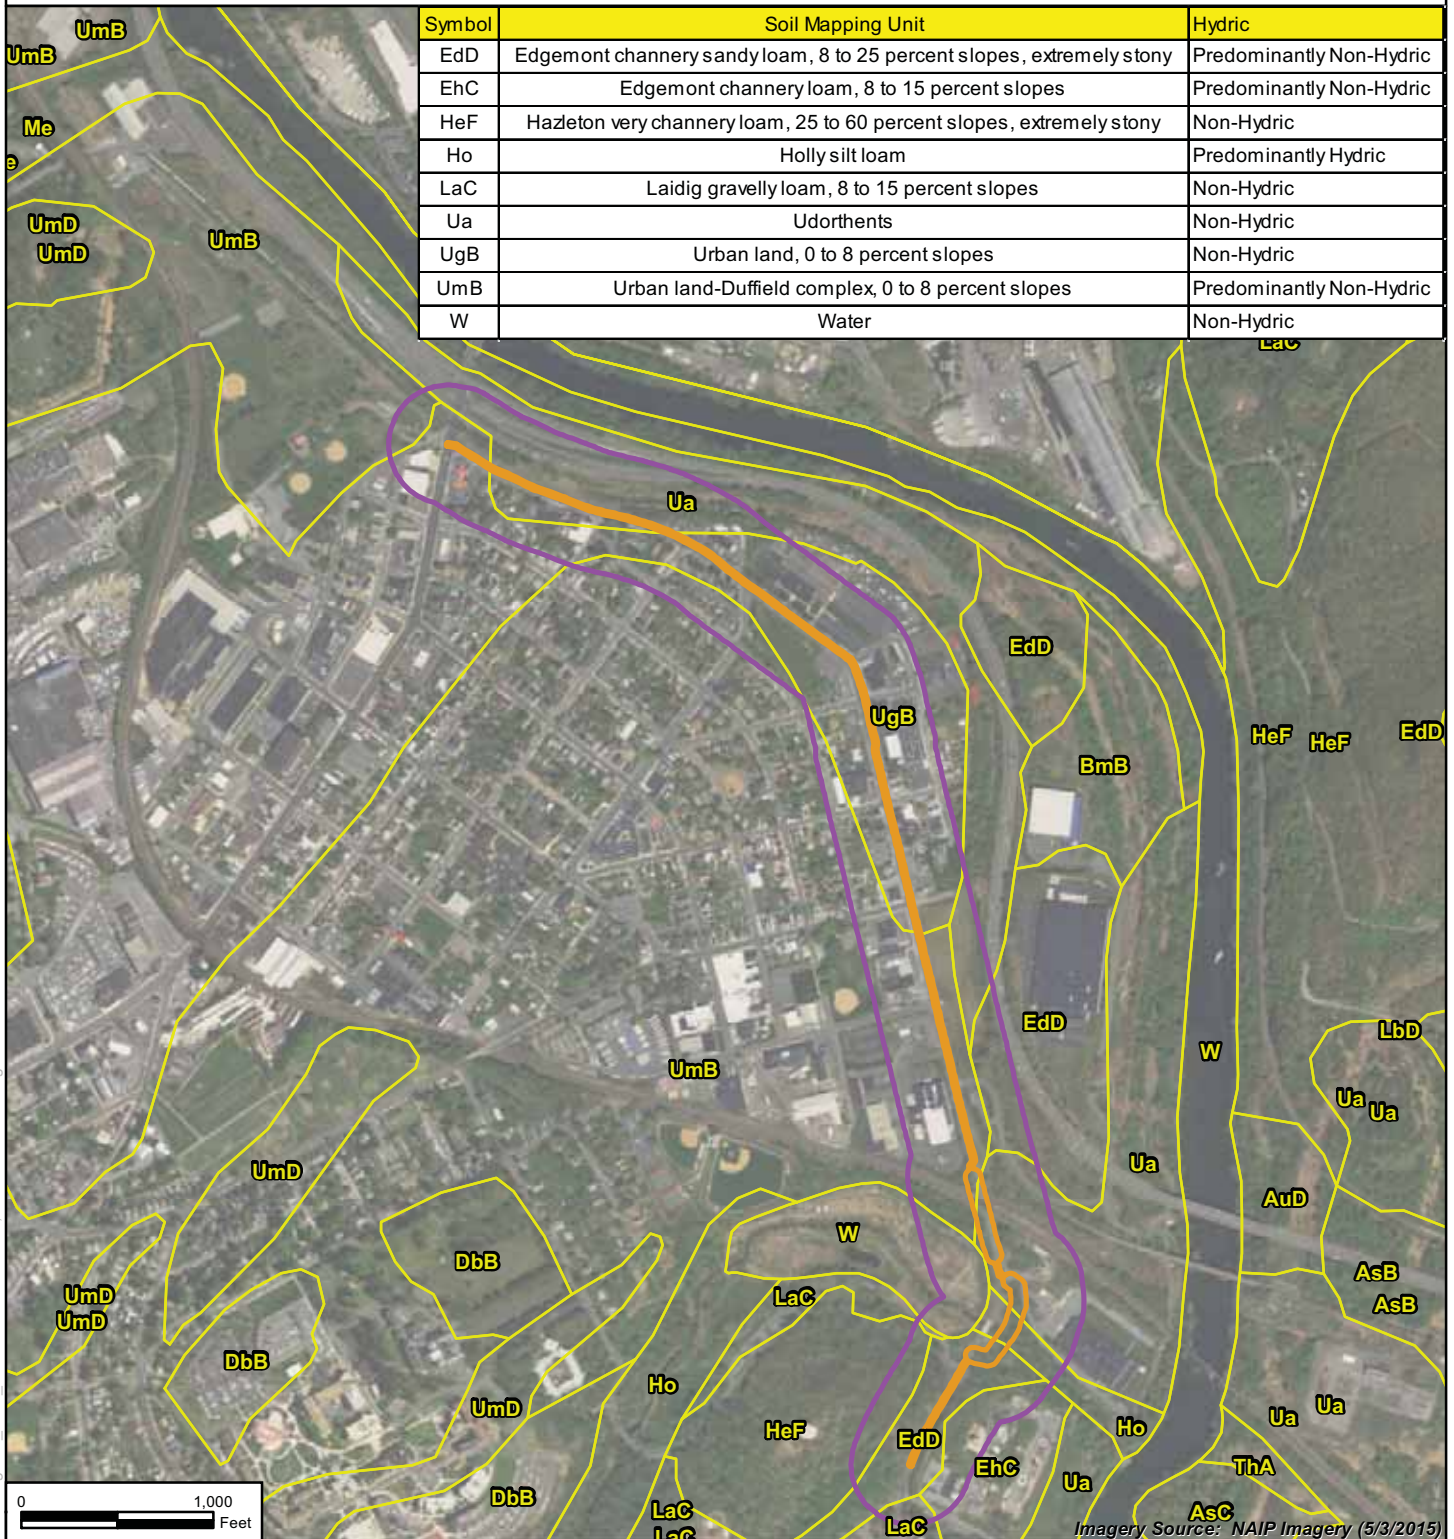 Symbol Soil Mapping Unit Hydric
EdD Edgemont channery sandy loam, 8 to 25 percent slopes, extremely stony Predominantly Non-Hydric
EhC Edgemont channery loam, 8 to 15 percent slopes Predominantly Non-Hydric
HeF Hazleton very channery loam, 25 to 60 percent slopes, extremely stony Non-Hydric
Ho Holly silt loam Predominantly Hydric
LaC Laidig gravelly loam, 8 to 15 percent slopes Non-Hydric
Ua Udorthents Non-Hydric
UgB Urban land, 0 to 8 percent slopes Non-Hydric
UmB Urban land-Duffield complex, 0 to 8 percent slopes Predominantly Non-Hydric
W Water Non-Hydric
UmB
UmB
Me
e
UmD
UmD
UmB
LaC
Ua
EdD
UgB
HeF
HeF
EdD
BmB
EdD
LbD
W
UmB
Ua
Ua
UmD
Ua
AuD
W
DbB
AsB
UmD
LaC
AsB
UmD
DbB
Ho
UmD
Ua
Ua
HeF
Ho
EdD
EhC
ThA
Ua
DbB
LaC
AsC
LaC
LaC
0 1,000
Feet
Imagery Source: NAIP Imagery (5/3/2015)